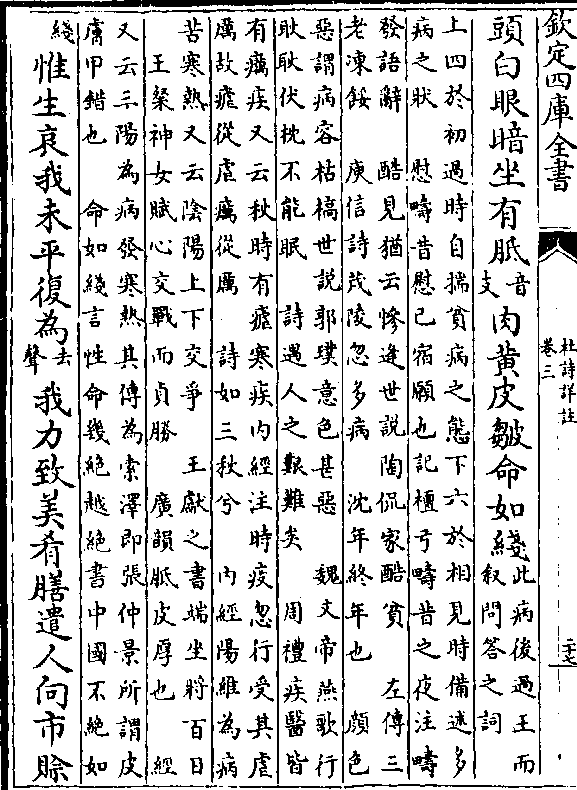 欽定四庫全書
杜詩詳註
卷三
二十七
頭白眼暗坐有胝音支肉黃皮皺命如綫此病後過王而敘問答之詞
上四於初過時自揣貧病之態下六於相見時備述多
病之狀　慰疇昔慰已宿願也記檀弓疇昔之夜注疇
發語辭　酷見猶云慘逢世說陶侃家酷貧　左傳三
老凍餒　庾信詩茂陵忽多病　沈年終年也　顔色
惡謂病容枯槁世說郭璞意色甚惡　魏文帝燕歌行
耿耿伏枕不能眠　詩遇人之艱難矣　周禮疾醫皆
有癘疾又云秋時有瘧寒疾内經注時疫忽行受其虐
厲故瘧從虐癘從厲　詩如三秋兮　内經陽維為病
苦寒熱又云陰陽上下交爭　王獻之書端坐將百日
王粲神女賦心交戰而貞勝　廣韻胝皮厚也　經
又云三陽為病發寒熱其傳為索澤即張仲景所謂皮
膚甲錯也　命如綫言性命幾絕越絕書中國不絕如
綫　惟生哀我未平復為去聲我力致美肴膳遣人向市賒